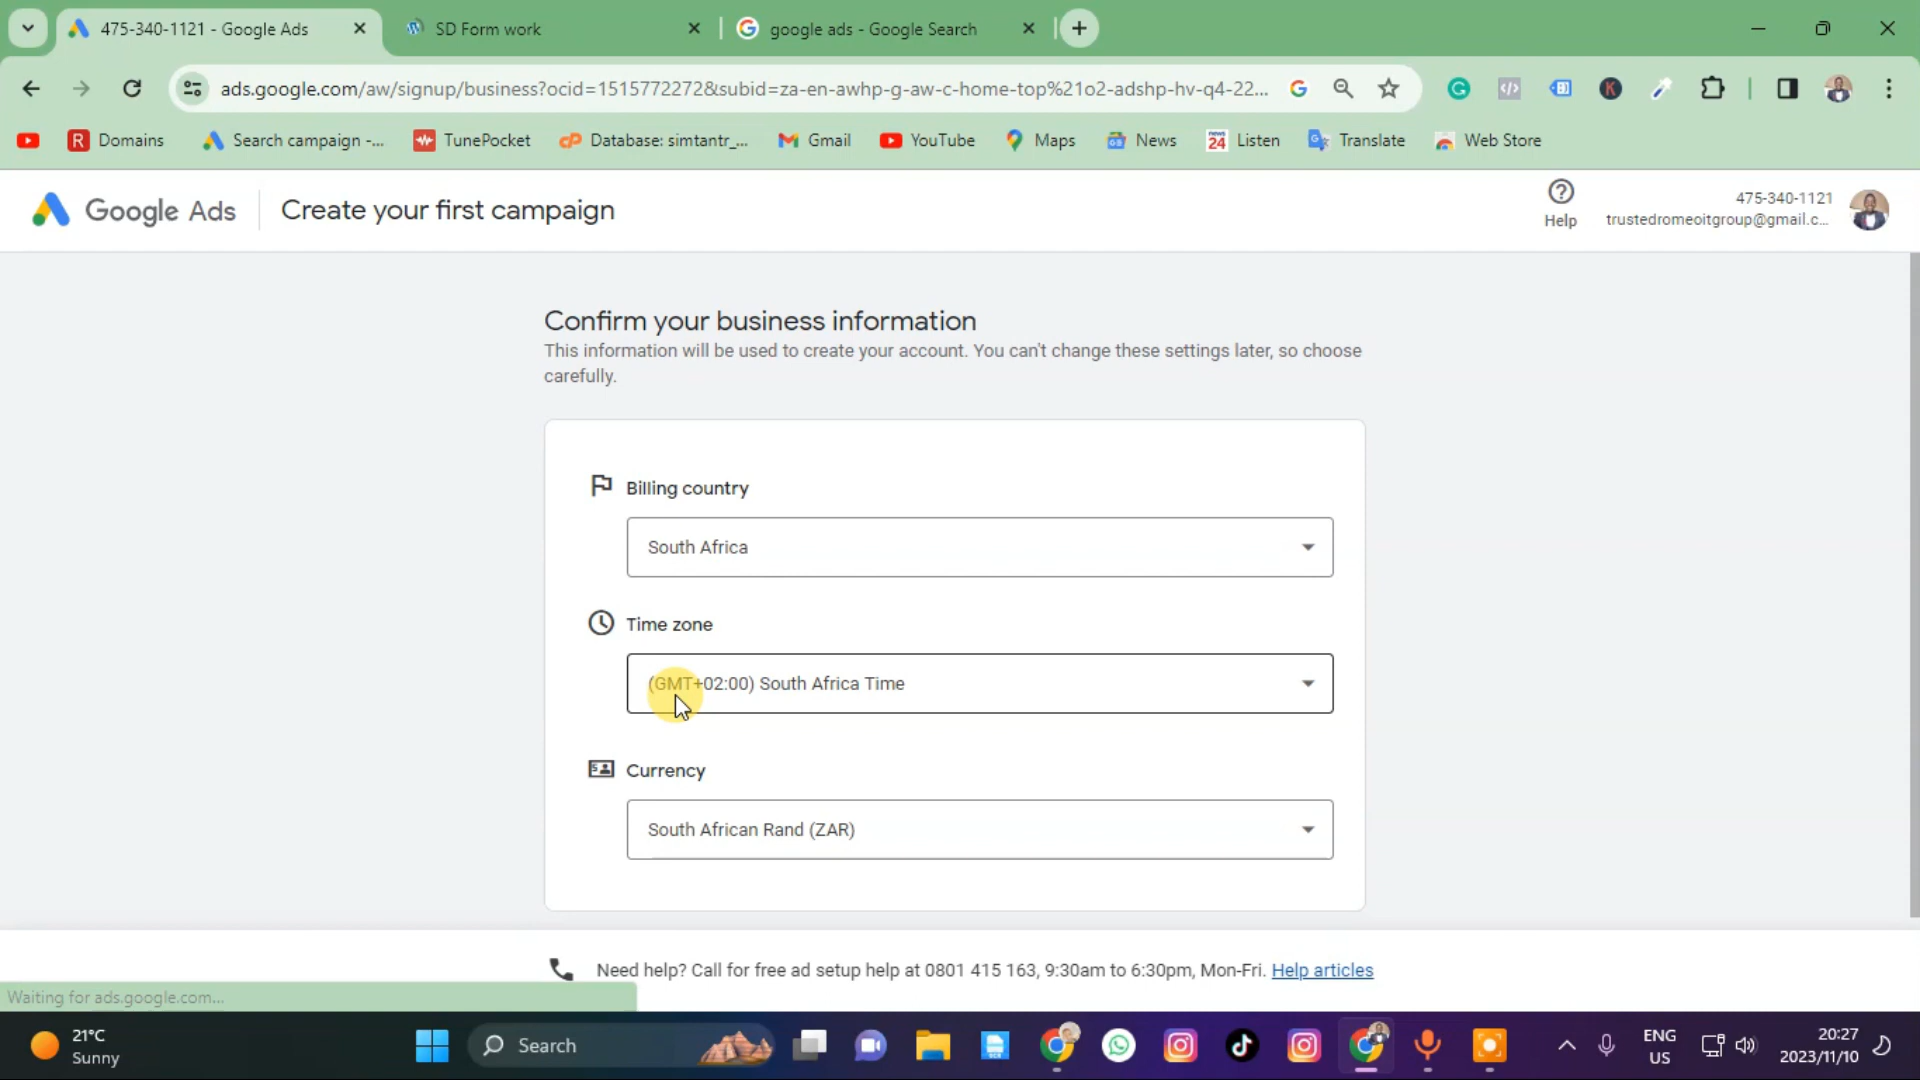 475-340-1121 - Google Ads
SD Form work
google ads - Google Search
ads.google.com/aw/signup/business?ocid=1515772272&subid=za-en-awhp-g-aw-c-home-top%21o2-adshp-hv-q4-22...
Domains
Search campaign -...
TunePocket
Database: simtantr_...
Gmail
YouTube
Maps
News
Listen
Translate
Web Store
Google Ads
Create your first campaign
Help
475-340-1121
trustedromeoitgroup@gmail.c...
Confirm your business information
This information will be used to create your account. You can't change these settings later, so choose
carefully.
Billing country
South Africa
Time zone
(GMT+02:00) South Africa Time
Currency
South African Rand (ZAR)
Need help? Call for free ad setup help at 0801 415 163, 9:30am to 6:30pm, Mon-Fri. Help articles
Waiting for ads.google.com...
21°C
Sunny
Search
ENG
US
20:27
2023/11/10